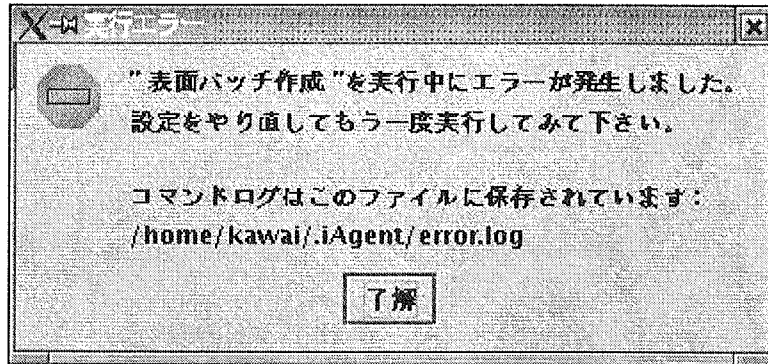 実行エラー
"表面パッチ作成"を実行中にエラーが発生しました。
設定をやり直してもう一度実行してみて下さい。
コマンドログはこのファイルに保存されています:
/home/kawai/.iAgent/error.log
了解